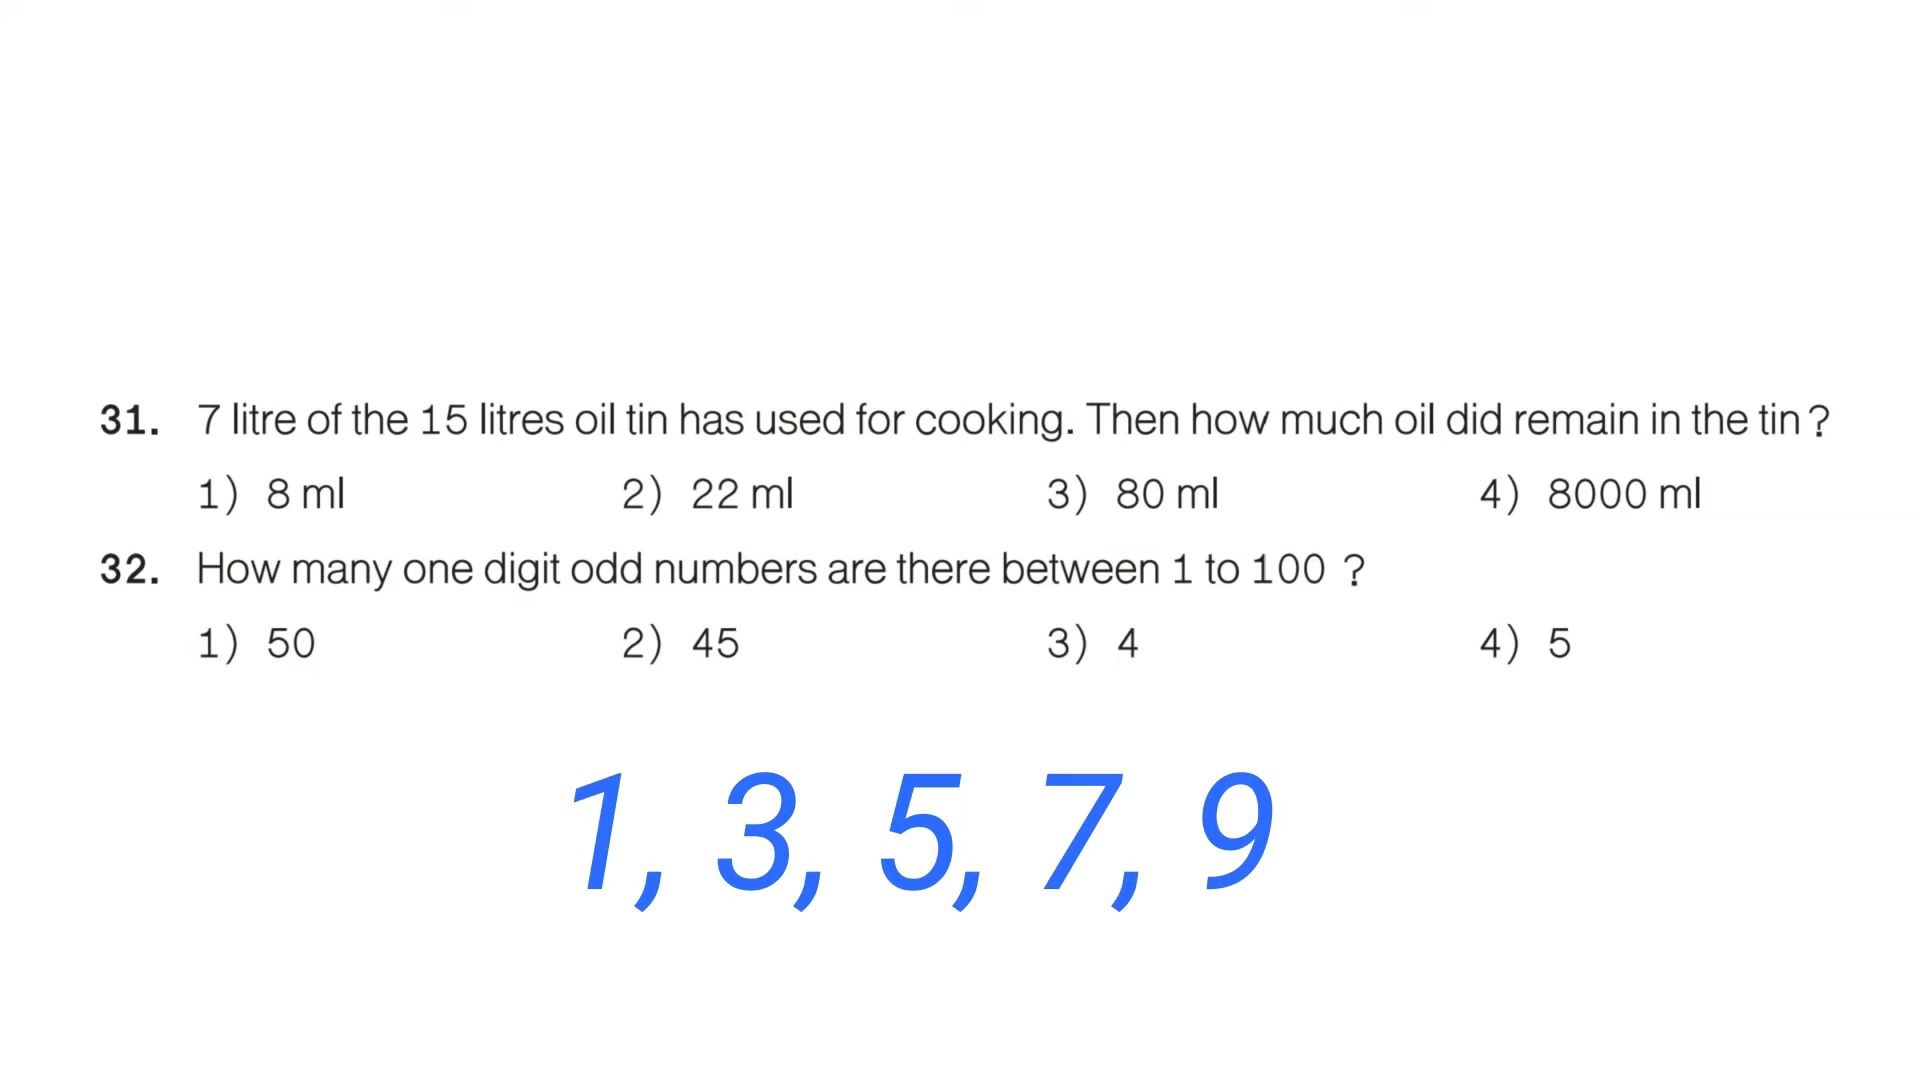 31. 7 litre of the 15 litres oil tin has used for cooking. Then how much oil did remain in the tin ?
1) 8 ml 2) 22 ml 3) 80 ml 4) 8000 ml
32. How many one digit odd numbers are there between 1 to 100 ?
1) 50 2) 45 3) 4 4) 5
1, 3, 5, 7, 9